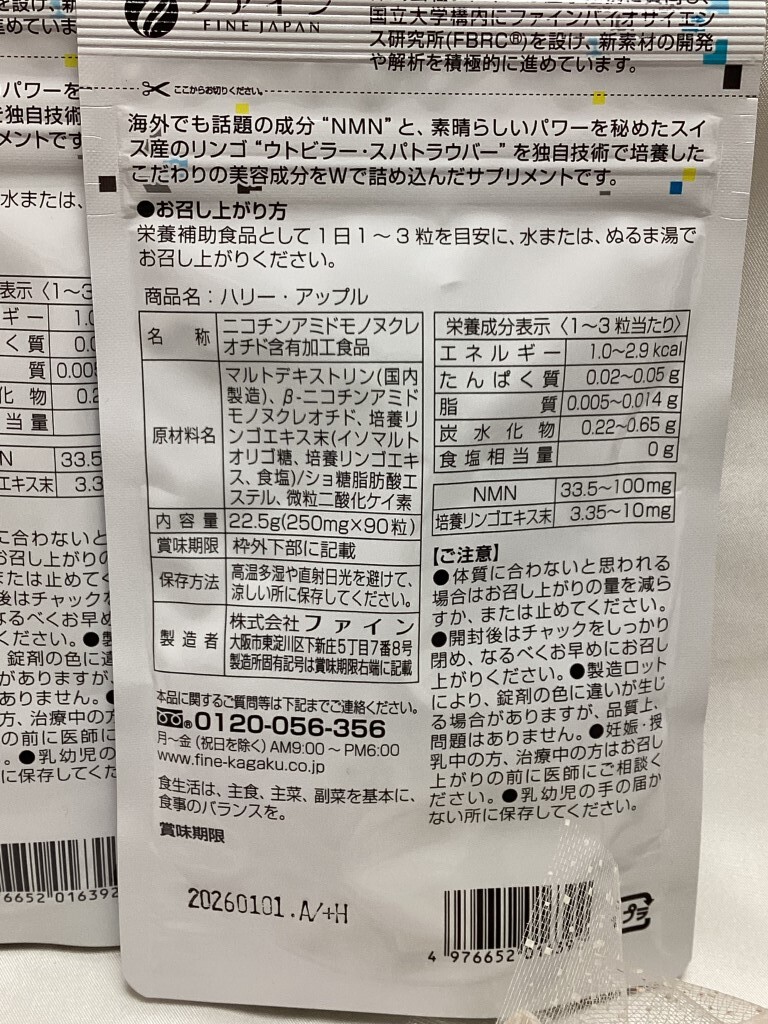 ファイン
FINE JAPAN
国立大学構内にファインバイオサイエン
ス研究所(FBRC®)を設け、新素材の開発
や解析を積極的に進めています。
ここからお切りください。
海外でも話題の成分“NMN”と、素晴らしいパワーを秘めたスイ
ス産のリンゴ“ウトビラー・スパトラウバー”を独自技術で培養した
こだわりの美容成分をWで詰め込んだサプリメントです。
●お召し上がり方
栄養補助食品として1日1～3粒を目安に、水または、ぬるま湯で
お召し上がりください。
商品名：ハリー・アップル
名称 ニコチンアミドモノヌクレ
オチド含有加工食品
原材料名 マルトデキストリン(国内
製造)、β-ニコチンアミド
モノヌクレオチド、培養リ
ンゴエキス末(イソマルト
オリゴ糖、培養リンゴエキ
ス、食塩)/ショ糖脂肪酸エ
ステル、微粒二酸化ケイ素
内容量 22.5g(250mg×90粒)
賞味期限 枠外下部に記載
保存方法 高温多湿や直射日光を避けて、
涼しい所に保存してください。
製造者 株式会社ファイン
大阪市東淀川区下新庄5丁目7番8号
製造所固有記号は賞味期限右端に記載
本品に関するご質問等は下記までご連絡ください。
0120-056-356
月～金(祝日を除く)AM9:00～PM6:00
www.fine-kagaku.co.jp
食生活は、主食、主菜、副菜を基本に、
食事のバランスを。
賞味期限
20260101.A/+H
栄養成分表示〈1～3粒当たり〉
エネルギー 1.0～2.9kcal
たんぱく質 0.02～0.05g
脂質 0.005～0.014g
炭水化物 0.22～0.65g
食塩相当量 0g
NMN 33.5～100mg
培養リンゴエキス末 3.35～10mg
【ご注意】
●体質に合わないと思われる
場合はお召し上がりの量を減ら
すか、または止めてください。
●開封後はチャックをしっかり
閉め、なるべくお早めにお召し
上がりください。●製造ロット
により、錠剤の色に違いが生じ
る場合がありますが、品質上、
問題はありません。●妊娠・授
乳中の方、治療中の方はお召し
上がりの前に医師にご相談く
ださい。●乳幼児の手の届か
ない所に保存してください。
4 976652 0
プラ